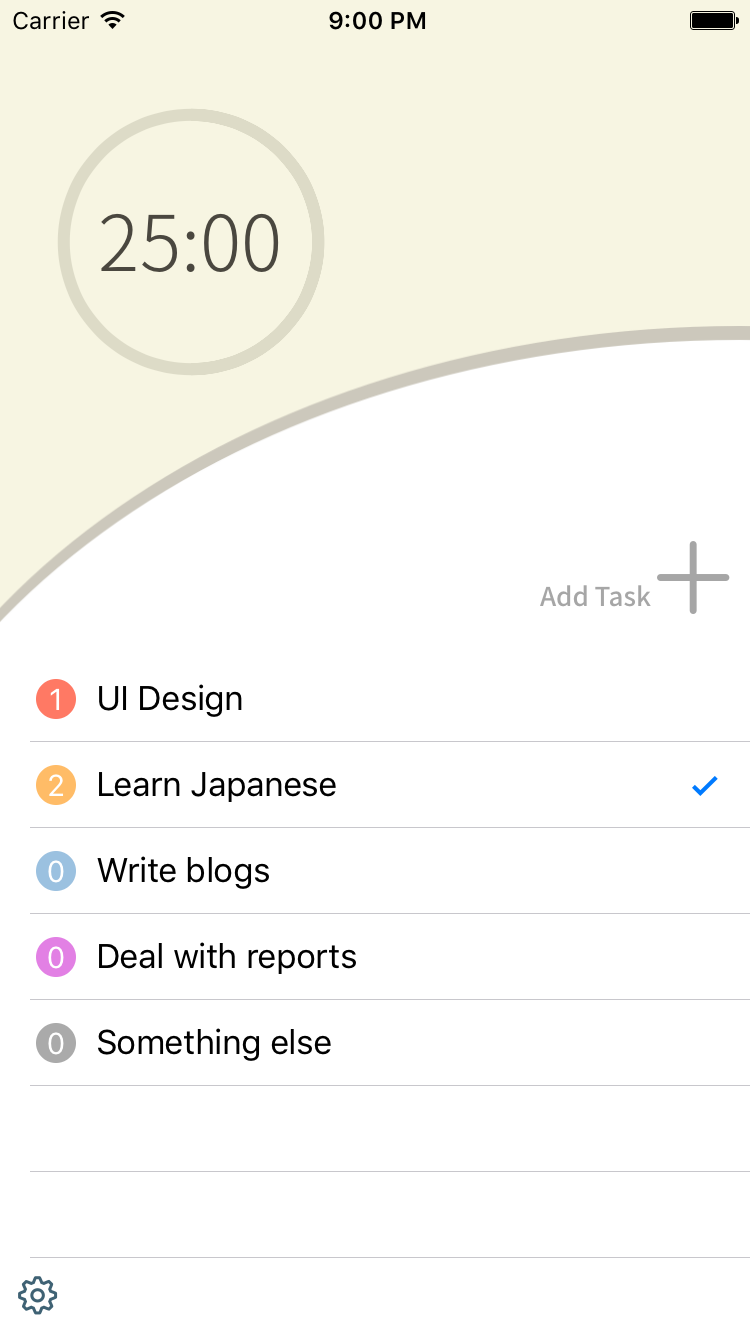 Carrier 9:00 PM
25:00
Add Task
1 UI Design
2 Learn Japanese
0 Write blogs
0 Deal with reports
0 Something else